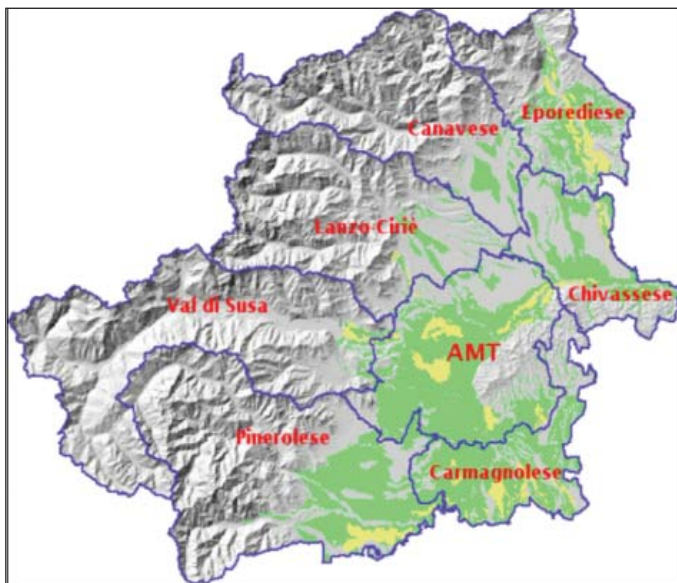 Eporediese
Canavese
Lanzo Ciriè
Chivassese
Val di Susa
AMT
Pinerolese
Carmagnolese